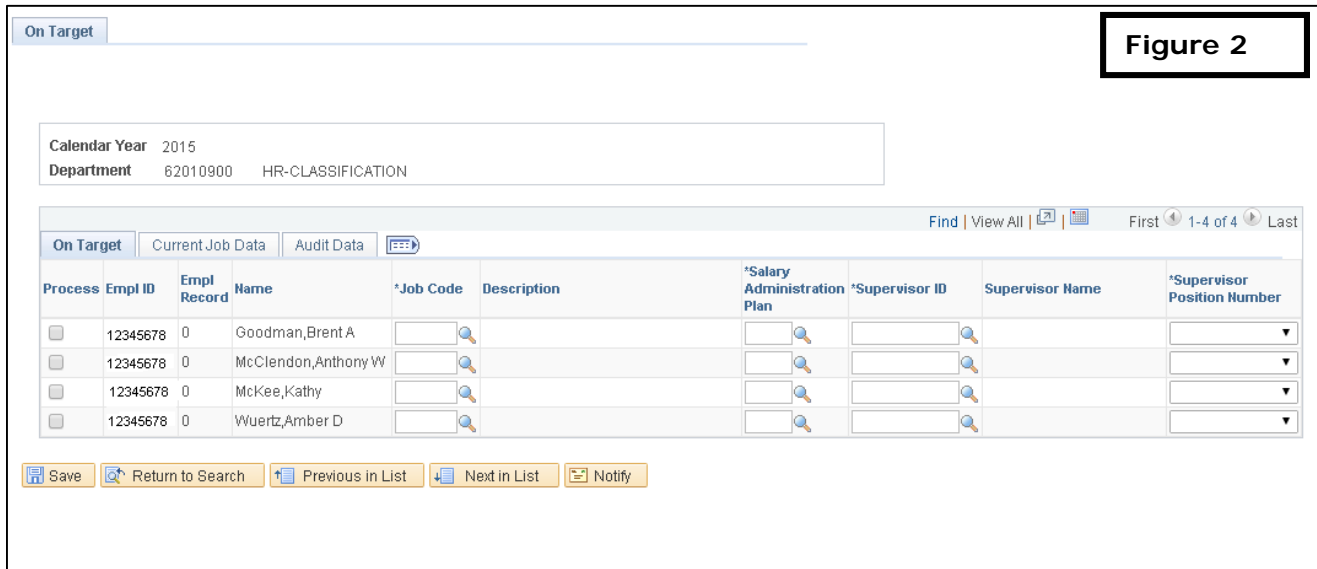 On Target
Figure 2
Calendar Year 2015
Department 62010900 HR-CLASSIFICATION
Find | View All | | First 1-4 of 4 Last
On Target Current Job Data Audit Data
Process Empl ID Empl Record Name *Job Code Description *Salary Administration Plan *Supervisor ID Supervisor Name *Supervisor Position Number
12345678 0 Goodman,Brent A
12345678 0 McClendon,Anthony W
12345678 0 McKee,Kathy
12345678 0 Wuertz,Amber D
Save Return to Search Previous in List Next in List Notify